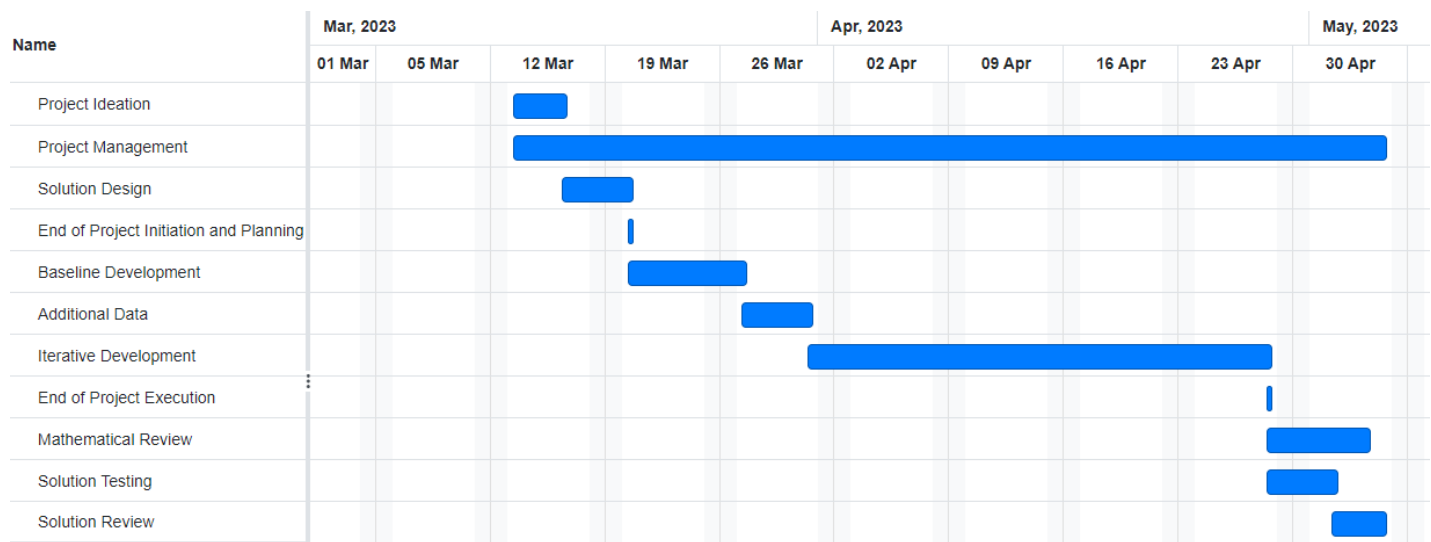 Name
Mar, 2023
Apr, 2023
May, 2023
01 Mar
05 Mar
12 Mar
19 Mar
26 Mar
02 Apr
09 Apr
16 Apr
23 Apr
30 Apr
Project Ideation
Project Management
Solution Design
End of Project Initiation and Planning
Baseline Development
Additional Data
Iterative Development
End of Project Execution
Mathematical Review
Solution Testing
Solution Review